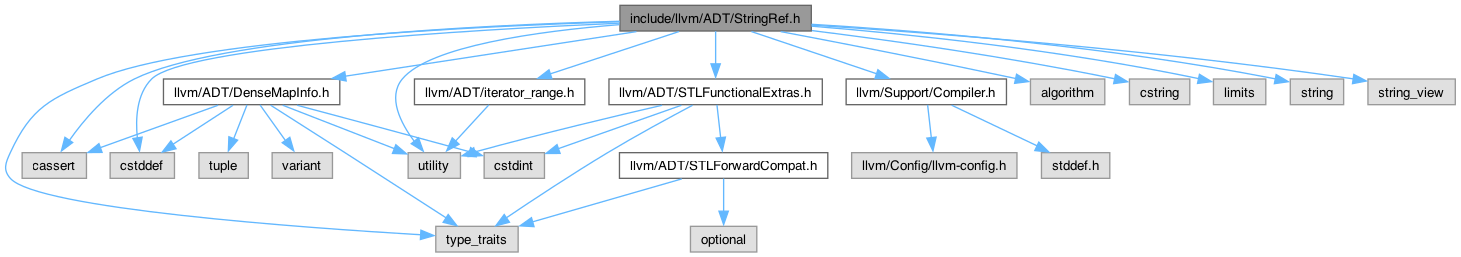 include/llvm/ADT/StringRef.h
llvm/ADT/DenseMapInfo.h
llvm/ADT/iterator_range.h
llvm/ADT/STLFunctionalExtras.h
llvm/Support/Compiler.h
algorithm
cstring
limits
string
string_view
cassert
cstddef
tuple
variant
utility
cstdint
llvm/ADT/STLForwardCompat.h
llvm/Config/llvm-config.h
stddef.h
type_traits
optional